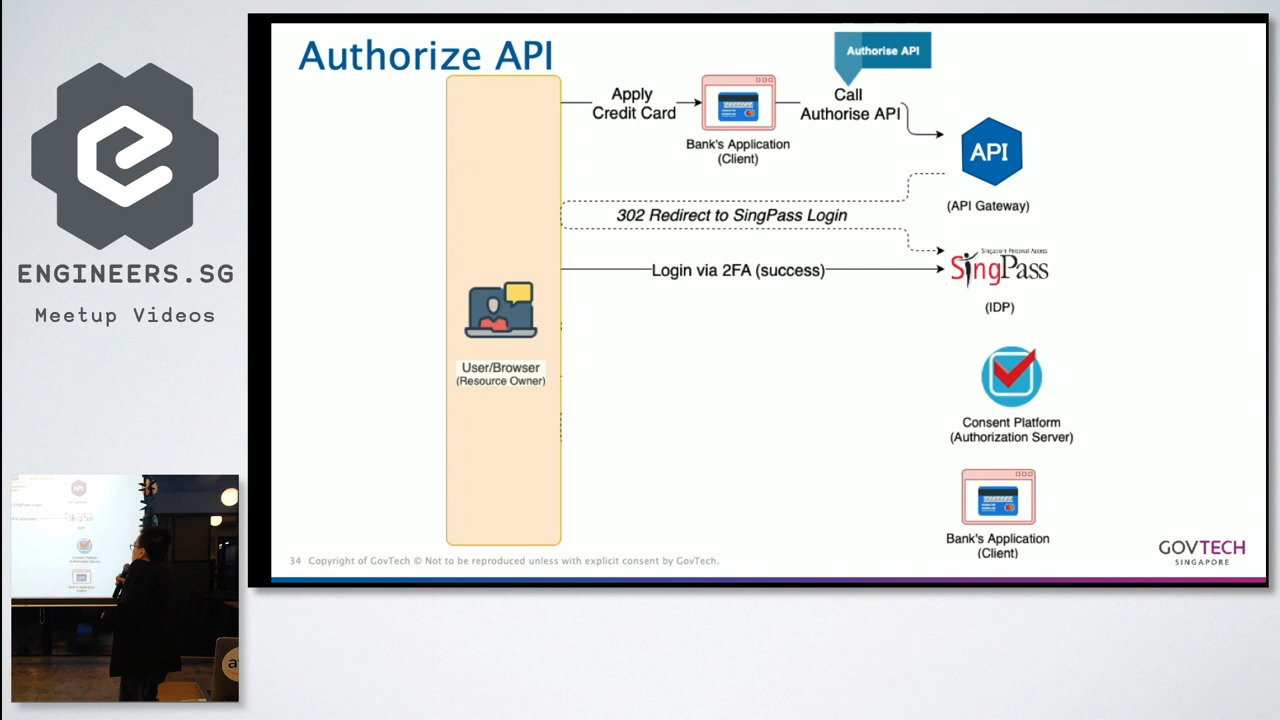 ENGINEERS.SG
Meetup Videos
Authorize API
Authorise API
Apply
Credit Card
Call
Authorise API
Bank's Application
(Client)
API
(API Gateway)
302 Redirect to SingPass Login
Singapore Personal Access
SingPass
Login via 2FA (success)
(IDP)
User/Browser
(Resource Owner)
Consent Platform
(Authorization Server)
Bank's Application
(Client)
34 Copyright of GovTech © Not to be reproduced unless with explicit consent by GovTech.
GOVTECH
SINGAPORE